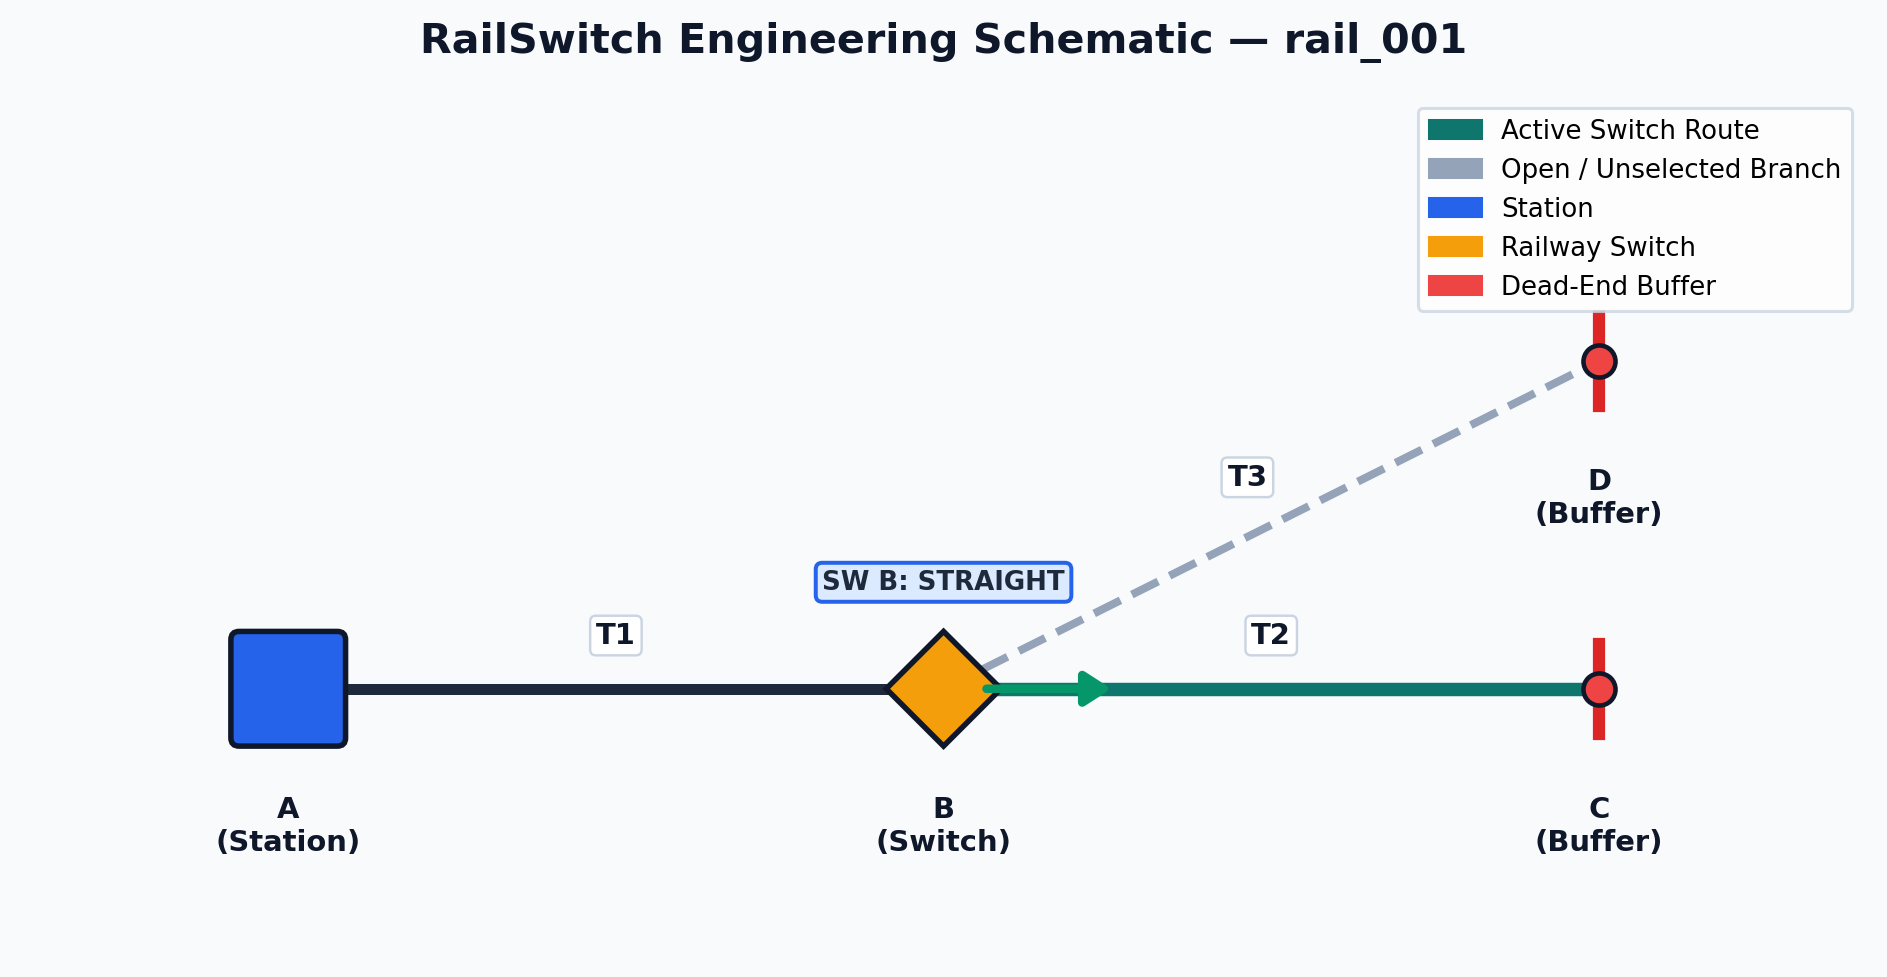 RailSwitch Engineering Schematic — rail_001
Active Switch Route
Open / Unselected Branch
Station
Railway Switch
Dead-End Buffer
D
(Buffer)
T3
SW B: STRAIGHT
T1
T2
A
(Station)
B
(Switch)
C
(Buffer)